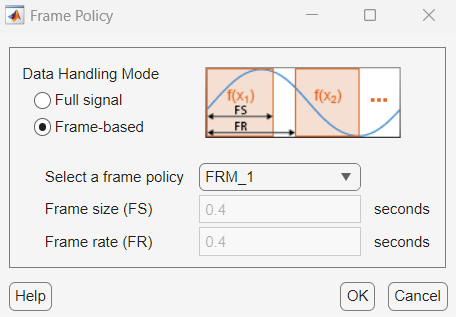 Frame Policy
Data Handling Mode
Full signal
Frame-based
f(x₁) f(x₂) ...
FS
FR
Select a frame policy FRM_1
Frame size (FS) 0.4 seconds
Frame rate (FR) 0.4 seconds
Help OK Cancel